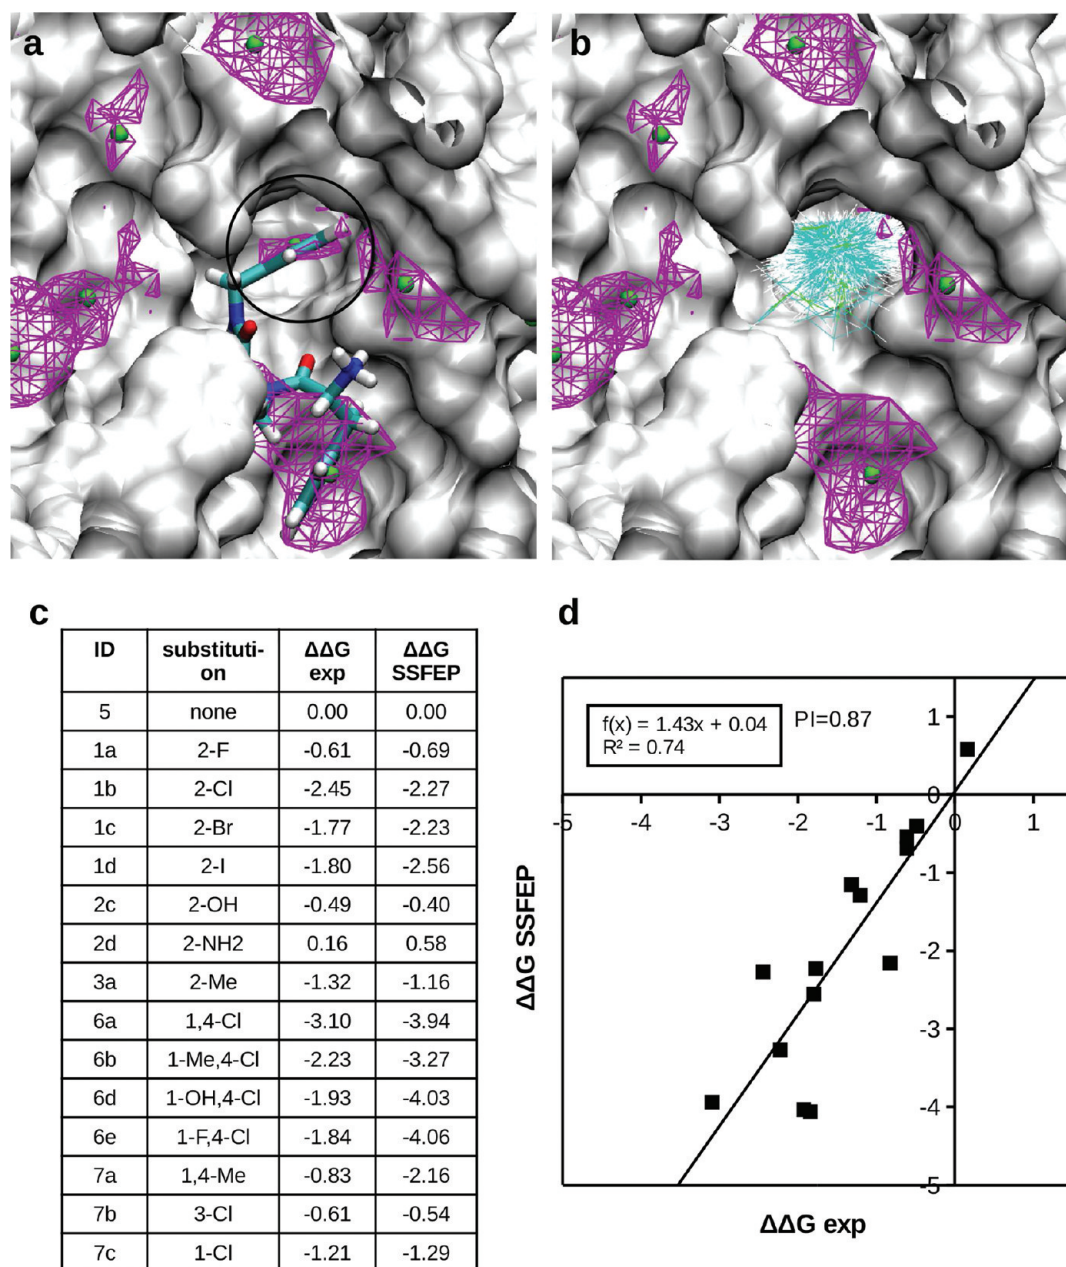 a
b
c
ID substituti-on ΔΔG exp ΔΔG SSFEP
5 none 0.00 0.00
1a 2-F -0.61 -0.69
1b 2-Cl -2.45 -2.27
1c 2-Br -1.77 -2.23
1d 2-I -1.80 -2.56
2c 2-OH -0.49 -0.40
2d 2-NH2 0.16 0.58
3a 2-Me -1.32 -1.16
6a 1,4-Cl -3.10 -3.94
6b 1-Me,4-Cl -2.23 -3.27
6d 1-OH,4-Cl -1.93 -4.03
6e 1-F,4-Cl -1.84 -4.06
7a 1,4-Me -0.83 -2.16
7b 3-Cl -0.61 -0.54
7c 1-Cl -1.21 -1.29
d
f(x) = 1.43x + 0.04
R² = 0.74
PI=0.87
1
0
-5 -4 -3 -2 -1 0 1
-1
-2
-3
-4
-5
ΔΔG SSFEP
ΔΔG exp